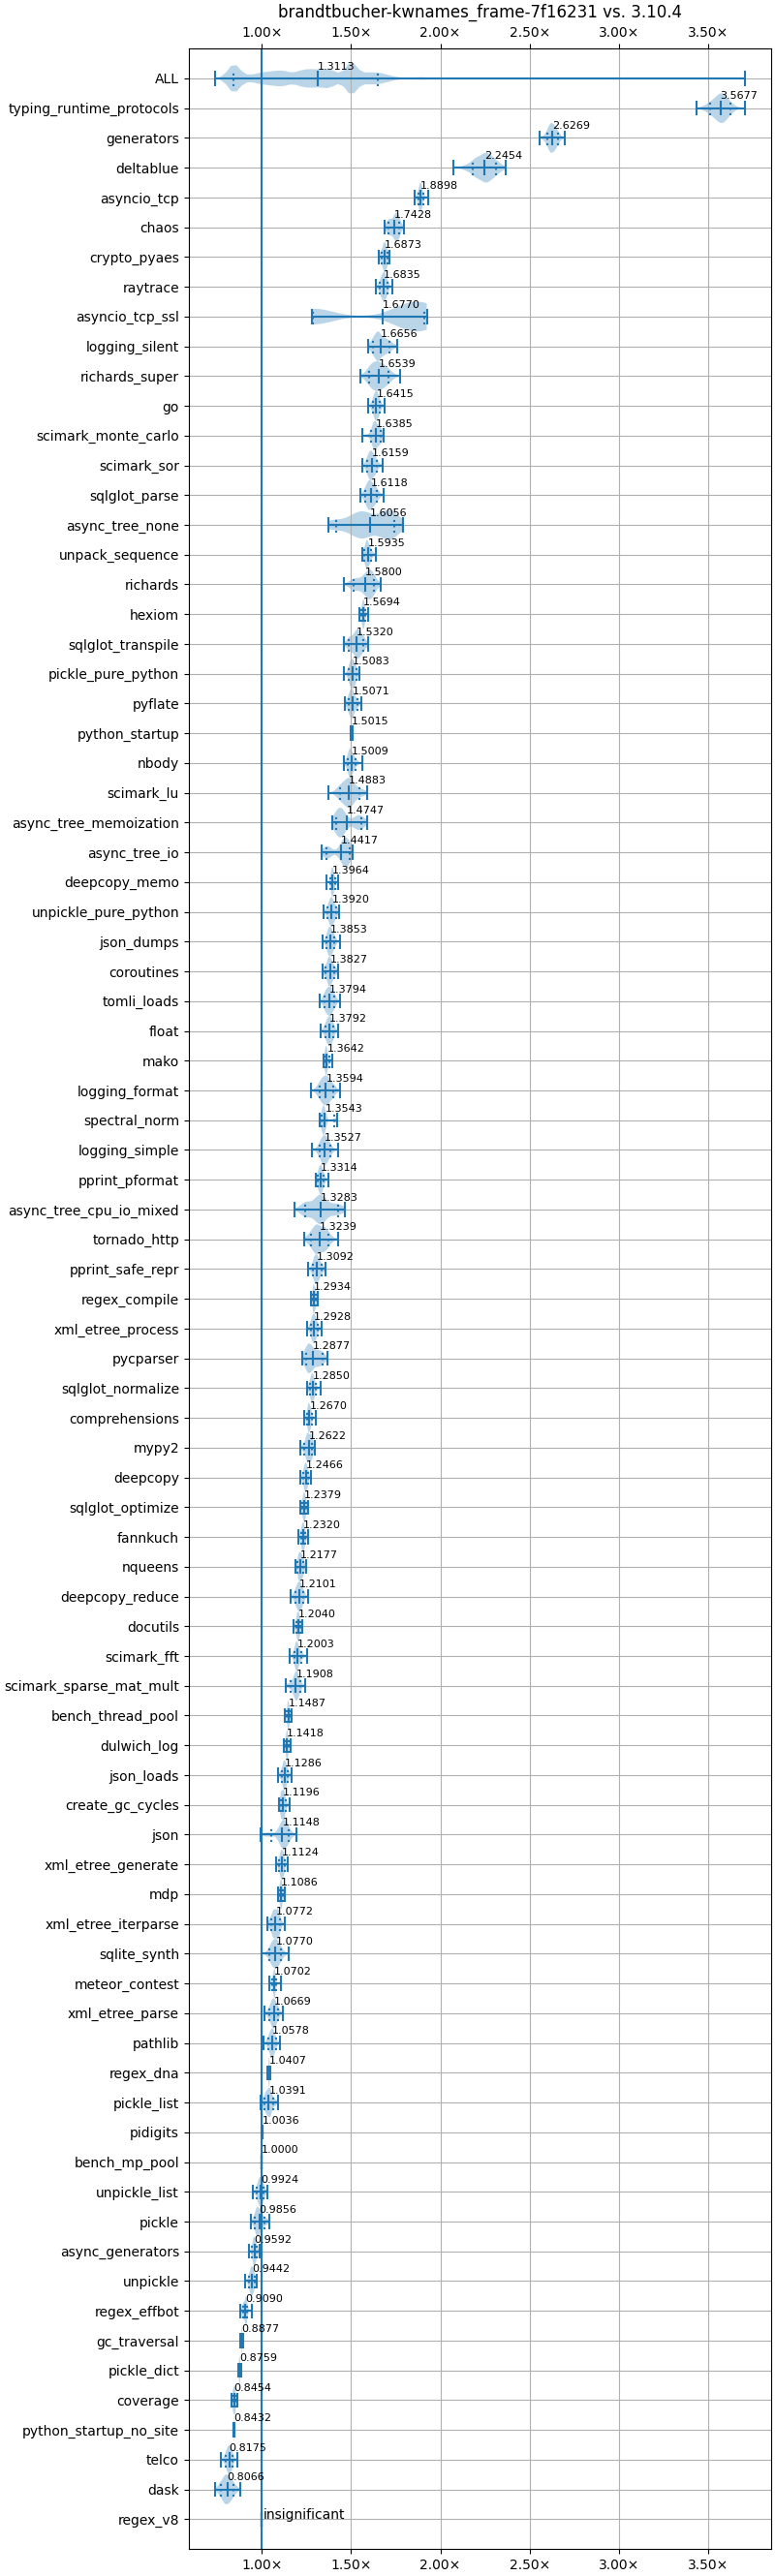 brandtbucher-kwnames_frame-7f16231 vs. 3.10.4
1.00× 1.50× 2.00× 2.50× 3.00× 3.50×
ALL 1.3113
typing_runtime_protocols 3.5677
generators 2.6269
deltablue 2.2454
asyncio_tcp 1.8898
chaos 1.7428
crypto_pyaes 1.6873
raytrace 1.6835
asyncio_tcp_ssl 1.6770
logging_silent 1.6656
richards_super 1.6539
go 1.6415
scimark_monte_carlo 1.6385
scimark_sor 1.6159
sqlglot_parse 1.6118
async_tree_none 1.6056
unpack_sequence 1.5935
richards 1.5800
hexiom 1.5694
sqlglot_transpile 1.5320
pickle_pure_python 1.5083
pyflate 1.5071
python_startup 1.5015
nbody 1.5009
scimark_lu 1.4883
async_tree_memoization 1.4747
async_tree_io 1.4417
deepcopy_memo 1.3964
unpickle_pure_python 1.3920
json_dumps 1.3853
coroutines 1.3827
tomli_loads 1.3794
float 1.3792
mako 1.3642
logging_format 1.3594
spectral_norm 1.3543
logging_simple 1.3527
pprint_pformat 1.3314
async_tree_cpu_io_mixed 1.3283
tornado_http 1.3239
pprint_safe_repr 1.3092
regex_compile 1.2934
xml_etree_process 1.2928
pycparser 1.2877
sqlglot_normalize 1.2850
comprehensions 1.2670
mypy2 1.2622
deepcopy 1.2466
sqlglot_optimize 1.2379
fannkuch 1.2320
nqueens 1.2177
deepcopy_reduce 1.2101
docutils 1.2040
scimark_fft 1.2003
scimark_sparse_mat_mult 1.1908
bench_thread_pool 1.1487
dulwich_log 1.1418
json_loads 1.1286
create_gc_cycles 1.1196
json 1.1148
xml_etree_generate 1.1124
mdp 1.1086
xml_etree_iterparse 1.0772
sqlite_synth 1.0770
meteor_contest 1.0702
xml_etree_parse 1.0669
pathlib 1.0578
regex_dna 1.0407
pickle_list 1.0391
pidigits 1.0036
bench_mp_pool 1.0000
unpickle_list 0.9924
pickle 0.9856
async_generators 0.9592
unpickle 0.9442
regex_effbot 0.9090
gc_traversal 0.8877
pickle_dict 0.8759
coverage 0.8454
python_startup_no_site 0.8432
telco 0.8175
dask 0.8066
regex_v8 insignificant
1.00× 1.50× 2.00× 2.50× 3.00× 3.50×